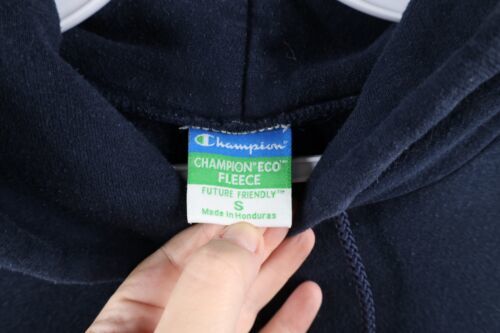 Champion
CHAMPION® ECO™
FLEECE
FUTURE FRIENDLY™
S
Made in Honduras